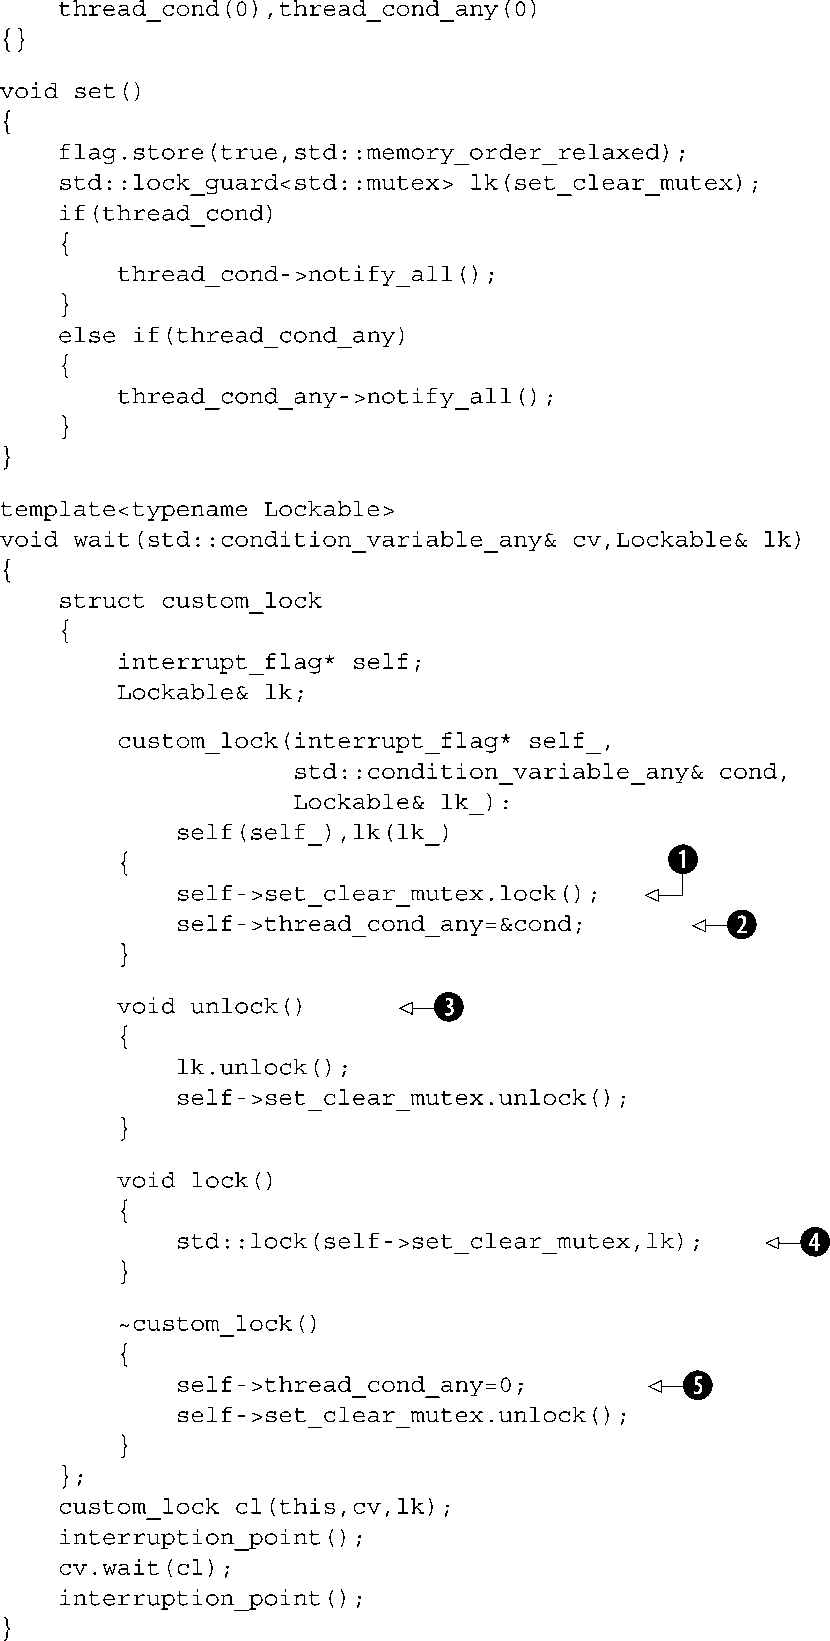 thread_cond(0),thread_cond_any(0)
{}
void set()
{
    flag.store(true,std::memory_order_relaxed);
    std::lock_guard<std::mutex> lk(set_clear_mutex);
    if(thread_cond)
    {
        thread_cond->notify_all();
    }
    else if(thread_cond_any)
    {
        thread_cond_any->notify_all();
    }
}
template<typename Lockable>
void wait(std::condition_variable_any& cv,Lockable& lk)
{
    struct custom_lock
    {
        interrupt_flag* self;
        Lockable& lk;
        custom_lock(interrupt_flag* self_,
                    std::condition_variable_any& cond,
                    Lockable& lk_):
            self(self_),lk(lk_)
        {                                      1
            self->set_clear_mutex.lock();
            self->thread_cond_any=&cond;       2
        }
        void unlock()      3
        {
            lk.unlock();
            self->set_clear_mutex.unlock();
        }
        void lock()
        {
            std::lock(self->set_clear_mutex,lk);      4
        }
        ~custom_lock()
        {
            self->thread_cond_any=0;      5
            self->set_clear_mutex.unlock();
        }
    };
    custom_lock cl(this,cv,lk);
    interruption_point();
    cv.wait(cl);
    interruption_point();
}